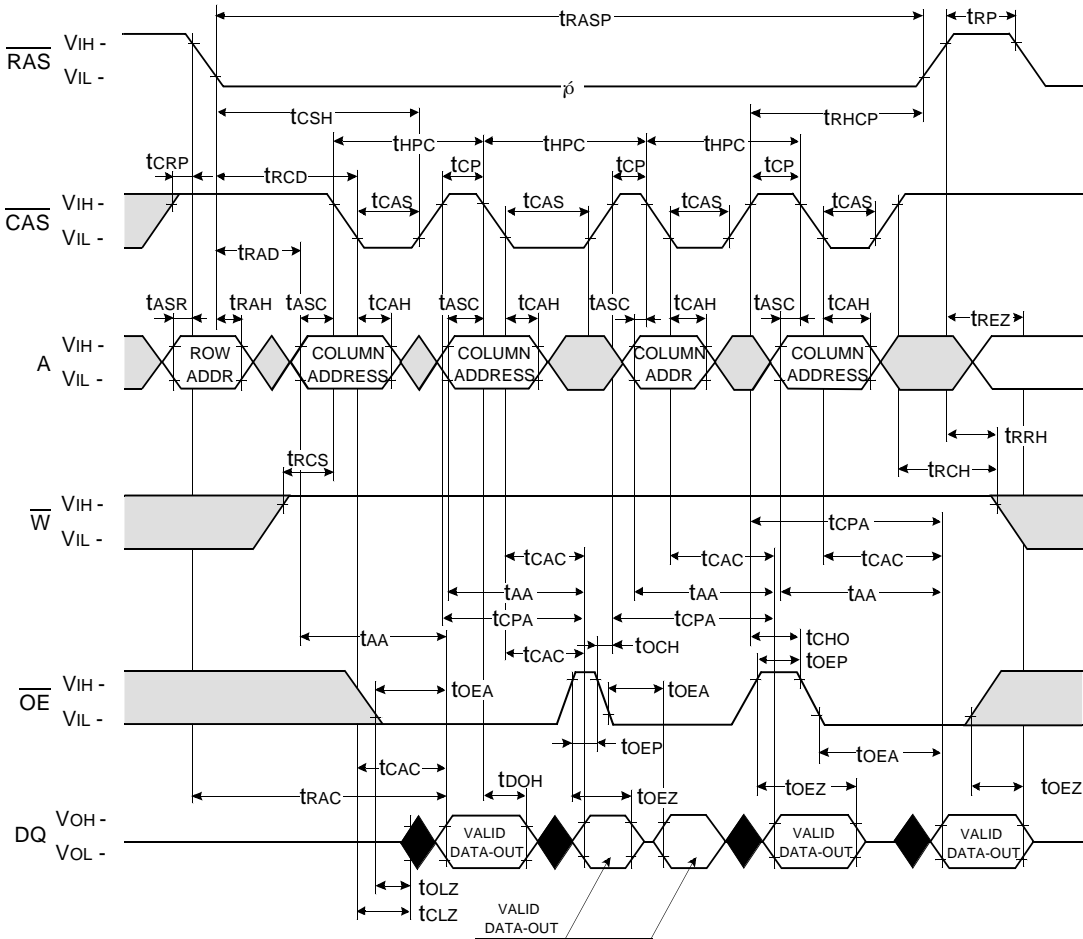 tRASP tRP
RAS VIH -
VIL -
ρ́
tCSH tRHCP
tHPC tHPC tHPC
tCRP tRCD tCP tCP tCP
CAS VIH -
VIL -
tCAS tCAS tCAS tCAS
tRAD
tASR tRAH tASC tCAH tASC tCAH tASC tCAH tASC tCAH
tREZ
A VIH -
VIL -
ROW ADDR
COLUMN ADDRESS
COLUMN ADDRESS
COLUMN ADDR
COLUMN ADDRESS
tRRH
tRCS tRCH
W VIH -
VIL -
tCPA
tCAC tCAC tCAC
tAA tAA tAA
tCPA tCPA
tAA tOCH tCHO
tCAC tOEP
OE VIH -
VIL -
tOEA tOEA
tOEP tOEA
tCAC tDOH
tRAC tOEZ tOEZ tOEZ
DQ VOH -
VOL -
VALID DATA-OUT
VALID DATA-OUT
VALID DATA-OUT
tOLZ
tCLZ
VALID
DATA-OUT